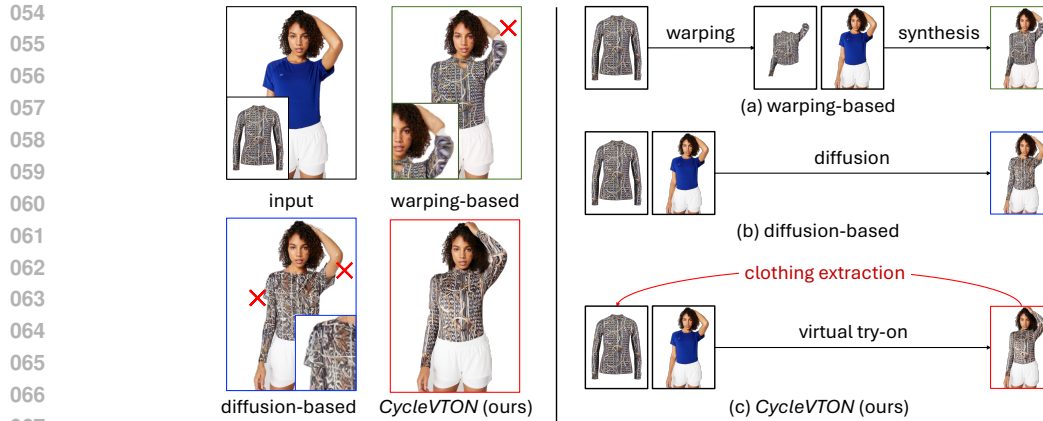 054
055
056
057
058
059
060
061
062
063
064
065
066
input
warping-based
diffusion-based
CycleVTON (ours)
warping
synthesis
(a) warping-based
diffusion
(b) diffusion-based
clothing extraction
virtual try-on
(c) CycleVTON (ours)